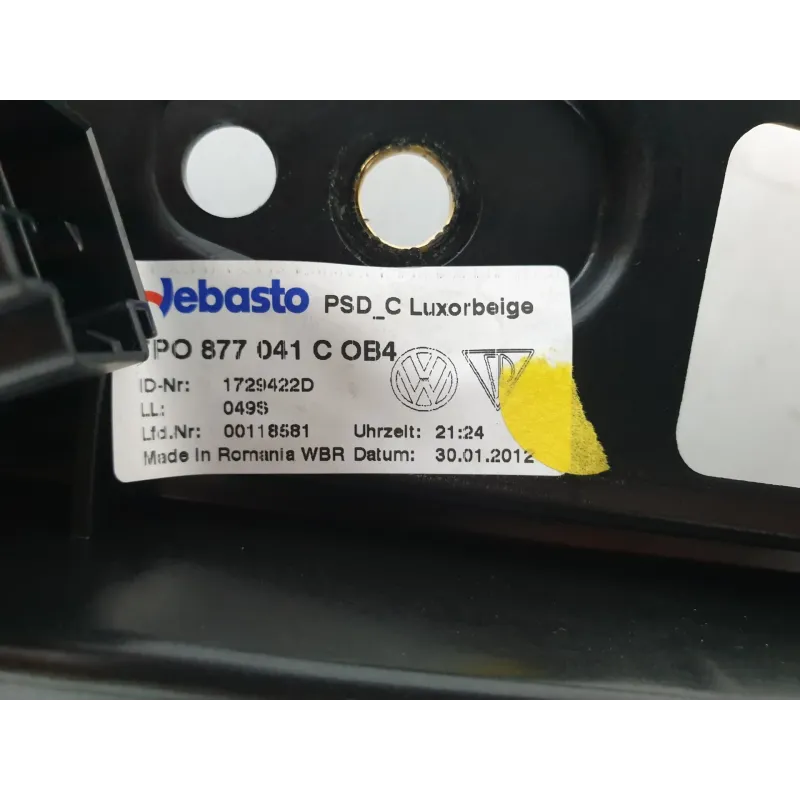 Webasto PSD_C Luxorbeige
7PO 877 041 C OB4
ID-Nr: 1729422D
LL: 049S
Lfd.Nr: 00118581 Uhrzeit: 21:24
Made in Romania WBR Datum: 30.01.2012